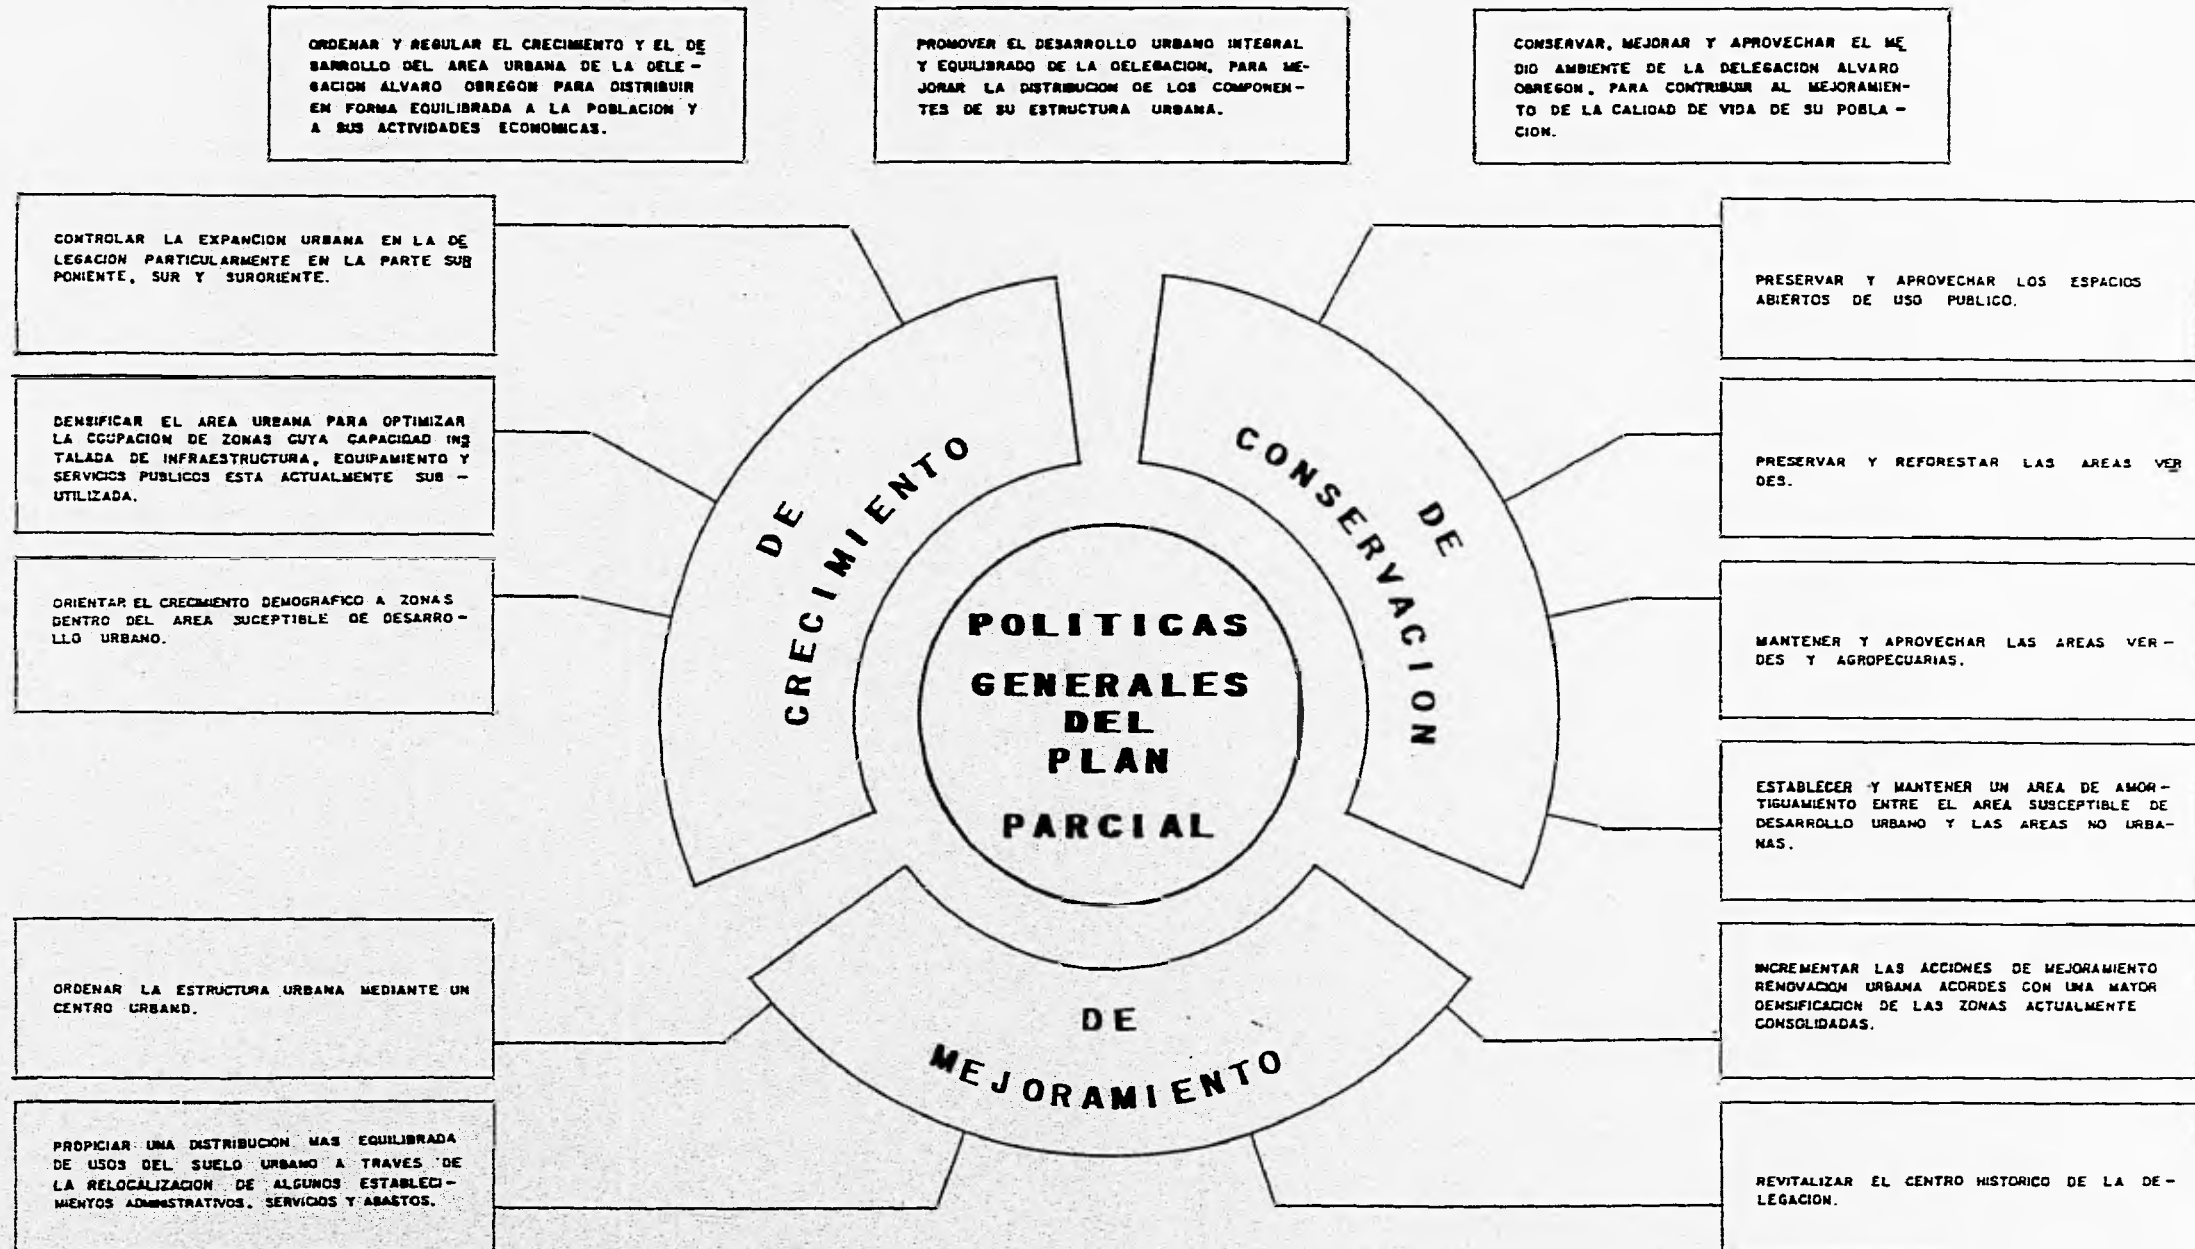 ORDENAR Y REGULAR EL CRECIMIENTO Y EL DE
SARROLLO DEL AREA URBANA DE LA DELE-
GACION ALVARO OBREGON PARA DISTRIBUIR
EN FORMA EQUILIBRADA A LA POBLACION Y
A SUS ACTIVIDADES ECONOMICAS.
PROMOVER EL DESARROLLO URBANO INTEGRAL
Y EQUILIBRADO DE LA DELEGACION, PARA ME-
JORAR LA DISTRIBUCION DE LOS COMPONEN-
TES DE SU ESTRUCTURA URBANA.
CONSERVAR, MEJORAR Y APROVECHAR EL ME
DIO AMBIENTE DE LA DELEGACION ALVARO
OBREGON, PARA CONTRIBUIR AL MEJORAMIEN-
TO DE LA CALIDAD DE VIDA DE SU POBLA-
CION.
CONTROLAR LA EXPANCION URBANA EN LA DE
LEGACION PARTICULARMENTE EN LA PARTE SUR
PONIENTE, SUR Y SURORIENTE.
DENSIFICAR EL AREA URBANA PARA OPTIMIZAR
LA OCUPACION DE ZONAS CUYA CAPACIDAD INS
TALADA DE INFRAESTRUCTURA, EQUIPAMIENTO Y
SERVICIOS PUBLICOS ESTA ACTUALMENTE SUB-
UTILIZADA.
ORIENTAR EL CRECIMIENTO DEMOGRAFICO A ZONAS
DENTRO DEL AREA SUCEPTIBLE DE DESARRO-
LLO URBANO.
ORDENAR LA ESTRUCTURA URBANA MEDIANTE UN
CENTRO URBANO.
PROPICIAR UNA DISTRIBUCION MAS EQUILIBRADA
DE USOS DEL SUELO URBANO A TRAVES DE
LA RELOCALIZACION DE ALGUNOS ESTABLECI-
MIENTOS ADMINISTRATIVOS, SERVICIOS Y ABASTOS.
DE
CRECIMIENTO
DE
CONSERVACION
POLITICAS
GENERALES
DEL
PLAN
PARCIAL
DE
MEJORAMIENTO
PRESERVAR Y APROVECHAR LOS ESPACIOS
ABIERTOS DE USO PUBLICO.
PRESERVAR Y REFORESTAR LAS AREAS VER
DES.
MANTENER Y APROVECHAR LAS AREAS VER-
DES Y AGROPECUARIAS.
ESTABLECER Y MANTENER UN AREA DE AMOR-
TIGUAMIENTO ENTRE EL AREA SUSCEPTIBLE DE
DESARROLLO URBANO Y LAS AREAS NO URBA-
NAS.
INCREMENTAR LAS ACCIONES DE MEJORAMIENTO
RENOVACION URBANA ACORDES CON UNA MAYOR
DENSIFICACION DE LAS ZONAS ACTUALMENTE
CONSOLIDADAS.
REVITALIZAR EL CENTRO HISTORICO DE LA DE-
LEGACION.